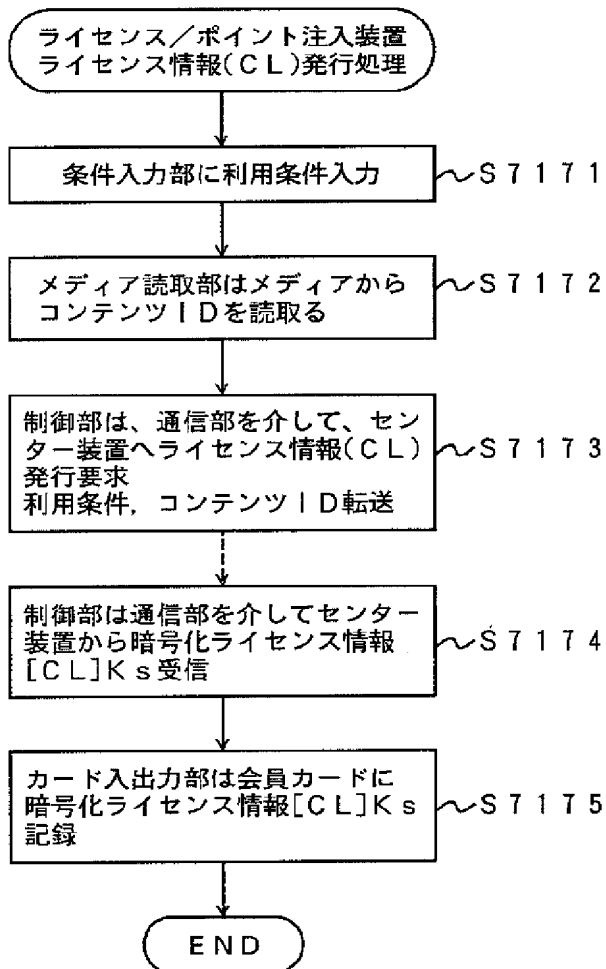 ライセンス／ポイント注入装置
ライセンス情報(ＣＬ)発行処理
条件入力部に利用条件入力
Ｓ７１７１
メディア読取部はメディアから
コンテンツＩＤを読取る
Ｓ７１７２
制御部は、通信部を介して、セン
ター装置へライセンス情報(ＣＬ)
発行要求
利用条件，コンテンツＩＤ転送
Ｓ７１７３
制御部は通信部を介してセンター
装置から暗号化ライセンス情報
[ＣＬ]Ｋｓ受信
Ｓ７１７４
カード入出力部は会員カードに
暗号化ライセンス情報[ＣＬ]Ｋｓ
記録
Ｓ７１７５
ＥＮＤ